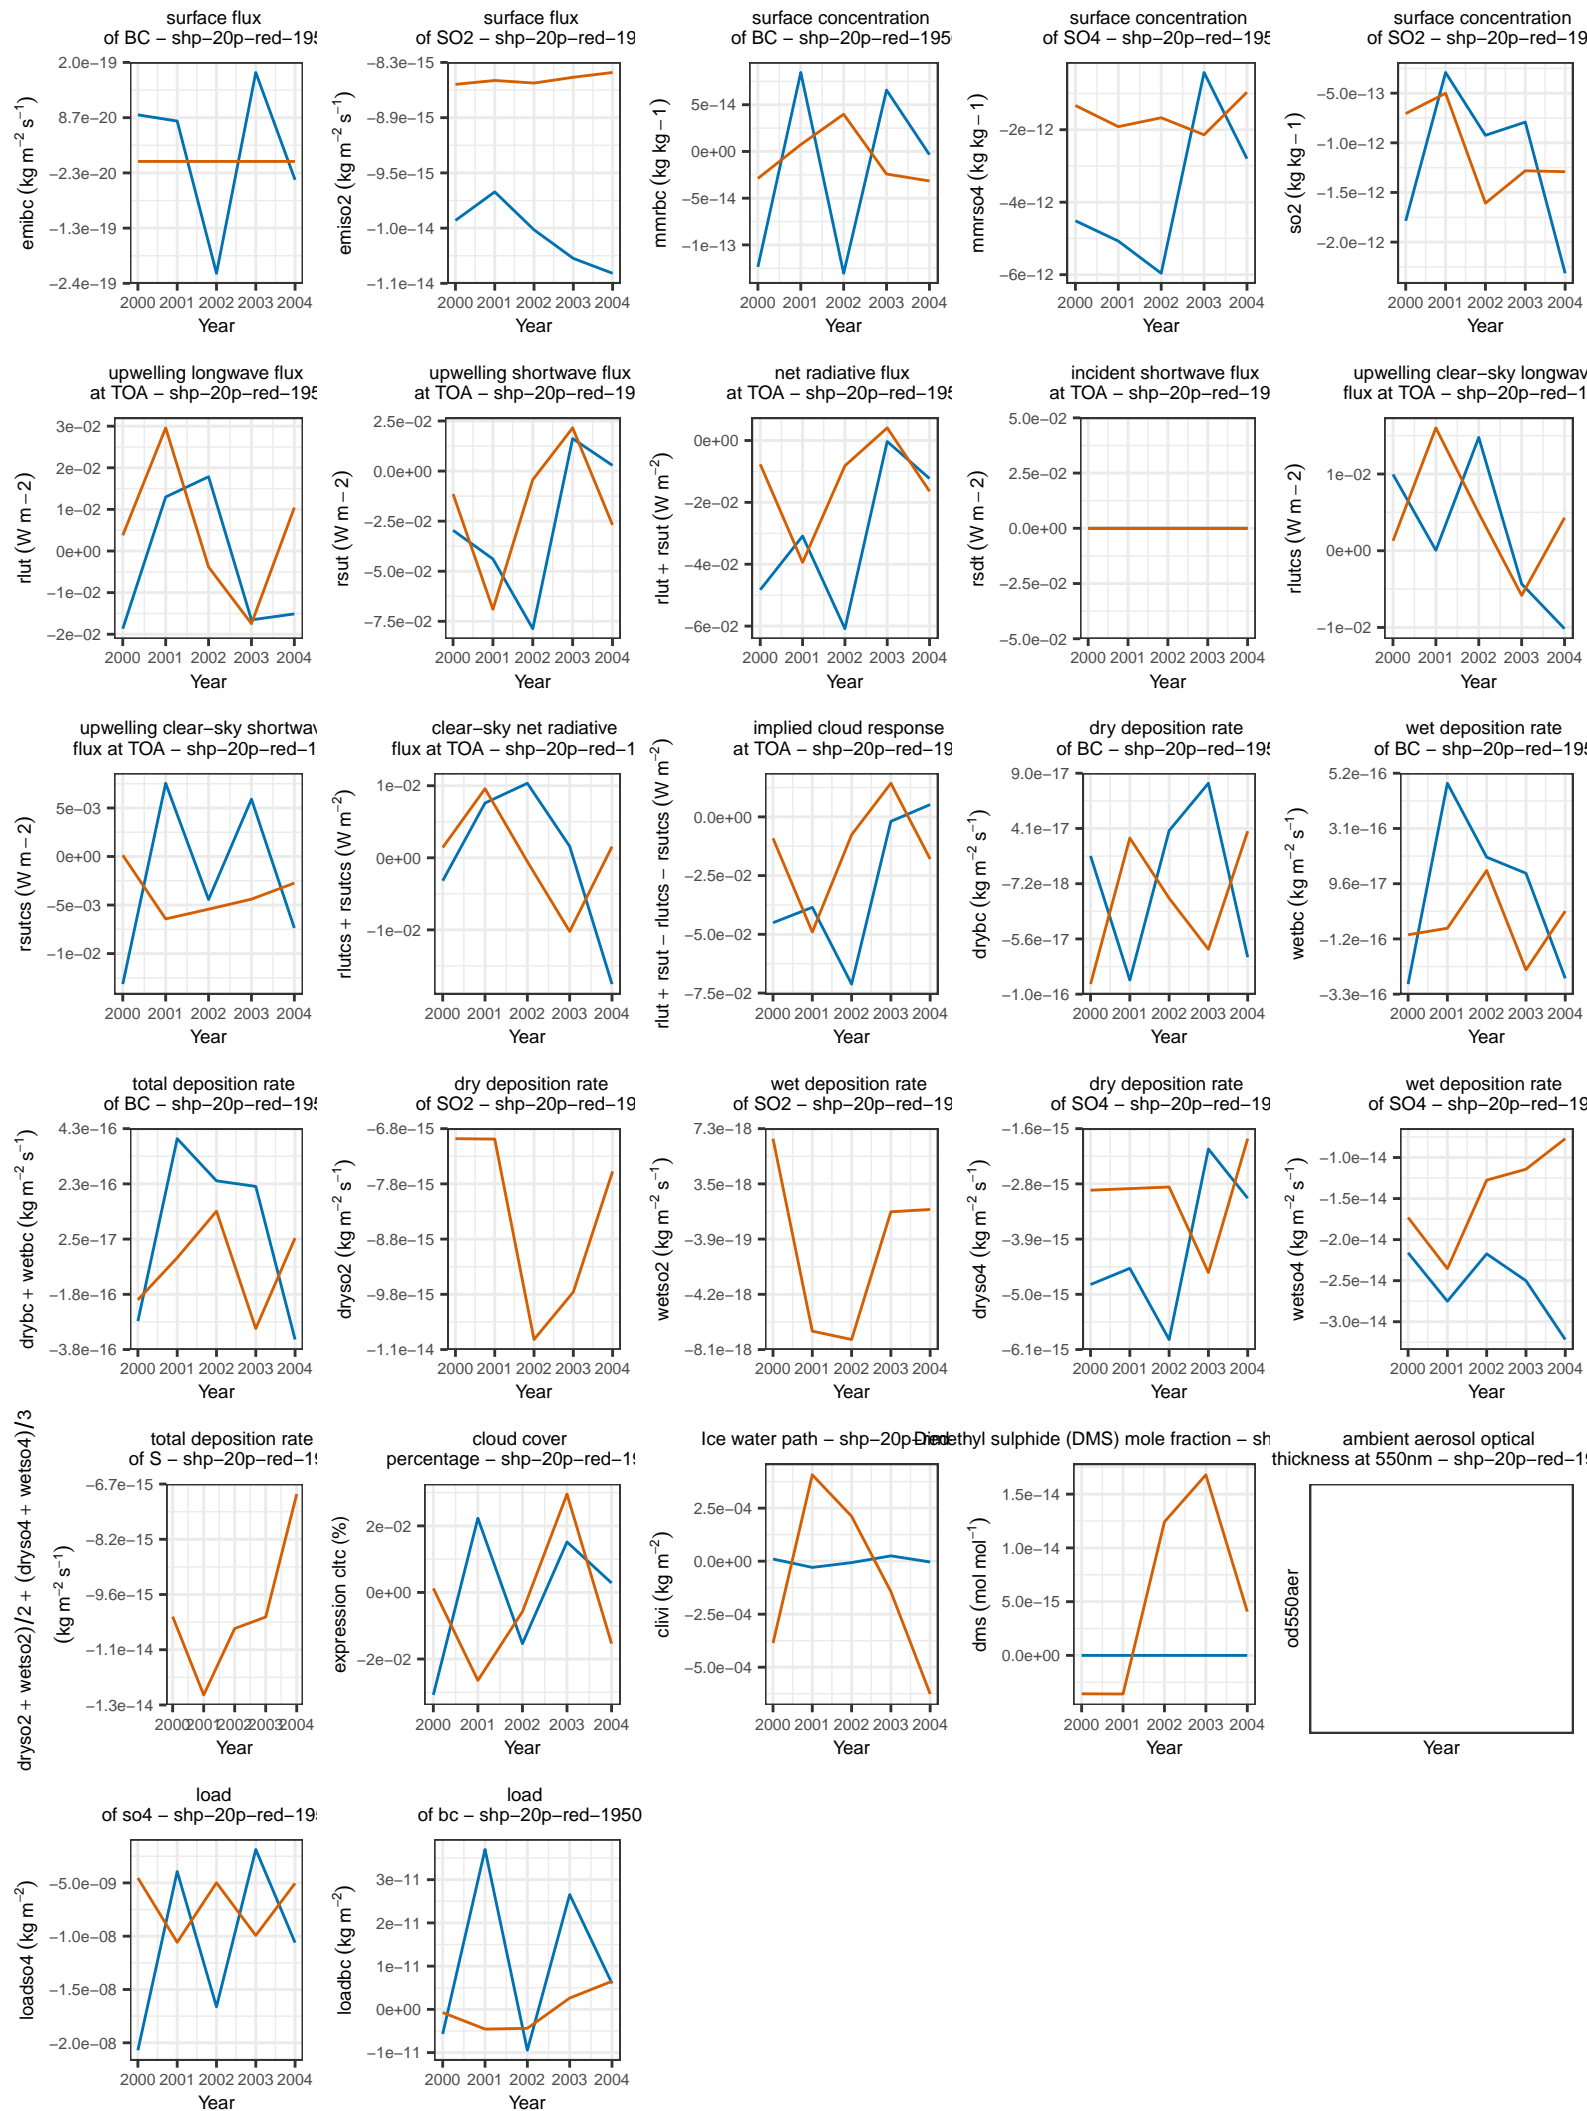 surface flux
of BC − shp−20p−red−195
emibc (kg m−2 s−1)
2.0e−19
8.7e−20
−2.3e−20
−1.3e−19
−2.4e−19
2000 2001 2002 2003 2004
Year
surface flux
of SO2 − shp−20p−red−19
emiso2 (kg m−2 s−1)
−8.3e−15
−8.9e−15
−9.5e−15
−1.0e−14
−1.1e−14
2000 2001 2002 2003 2004
Year
surface concentration
of BC − shp−20p−red−195
mmrbc (kg kg − 1)
5e−14
0e+00
−5e−14
−1e−13
2000 2001 2002 2003 2004
Year
surface concentration
of SO4 − shp−20p−red−195
mmrso4 (kg kg − 1)
−2e−12
−4e−12
−6e−12
2000 2001 2002 2003 2004
Year
surface concentration
of SO2 − shp−20p−red−19
so2 (kg kg − 1)
−5.0e−13
−1.0e−12
−1.5e−12
−2.0e−12
2000 2001 2002 2003 2004
Year
upwelling longwave flux
at TOA − shp−20p−red−195
rlut (W m − 2)
3e−02
2e−02
1e−02
0e+00
−1e−02
−2e−02
2000 2001 2002 2003 2004
Year
upwelling shortwave flux
at TOA − shp−20p−red−19
rsut (W m − 2)
2.5e−02
0.0e+00
−2.5e−02
−5.0e−02
−7.5e−02
2000 2001 2002 2003 2004
Year
net radiative flux
at TOA − shp−20p−red−19
rlut + rsut (W m−2)
0e+00
−2e−02
−4e−02
−6e−02
2000 2001 2002 2003 2004
Year
incident shortwave flux
at TOA − shp−20p−red−19
rsdt (W m − 2)
5.0e−02
2.5e−02
0.0e+00
−2.5e−02
−5.0e−02
2000 2001 2002 2003 2004
Year
upwelling clear−sky longwav
flux at TOA − shp−20p−red−1
rlutcs (W m − 2)
1e−02
0e+00
−1e−02
2000 2001 2002 2003 2004
Year
upwelling clear−sky shortwav
flux at TOA − shp−20p−red−1
rsutcs (W m − 2)
5e−03
0e+00
−5e−03
−1e−02
2000 2001 2002 2003 2004
Year
clear−sky net radiative
flux at TOA − shp−20p−red−1
rlutcs + rsutcs (W m−2)
1e−02
0e+00
−1e−02
2000 2001 2002 2003 2004
Year
implied cloud response
at TOA − shp−20p−red−19
rlut + rsut − rlutcs − rsutcs (W m−2)
0.0e+00
−2.5e−02
−5.0e−02
−7.5e−02
2000 2001 2002 2003 2004
Year
dry deposition rate
of BC − shp−20p−red−195
drybc (kg m−2 s−1)
9.0e−17
4.1e−17
−7.2e−18
−5.6e−17
−1.0e−16
2000 2001 2002 2003 2004
Year
wet deposition rate
of BC − shp−20p−red−195
wetbc (kg m−2 s−1)
5.2e−16
3.1e−16
9.6e−17
−1.2e−16
−3.3e−16
2000 2001 2002 2003 2004
Year
total deposition rate
of BC − shp−20p−red−195
drybc + wetbc (kg m−2 s−1)
4.3e−16
2.3e−16
2.5e−17
−1.8e−16
−3.8e−16
2000 2001 2002 2003 2004
Year
dry deposition rate
of SO2 − shp−20p−red−19
dryso2 (kg m−2 s−1)
−6.8e−15
−7.8e−15
−8.8e−15
−9.8e−15
−1.1e−14
2000 2001 2002 2003 2004
Year
wet deposition rate
of SO2 − shp−20p−red−19
wetso2 (kg m−2 s−1)
7.3e−18
3.5e−18
−3.9e−19
−4.2e−18
−8.1e−18
2000 2001 2002 2003 2004
Year
dry deposition rate
of SO4 − shp−20p−red−19
dryso4 (kg m−2 s−1)
−1.6e−15
−2.8e−15
−3.9e−15
−5.0e−15
−6.1e−15
2000 2001 2002 2003 2004
Year
wet deposition rate
of SO4 − shp−20p−red−19
wetso4 (kg m−2 s−1)
−1.0e−14
−1.5e−14
−2.0e−14
−2.5e−14
−3.0e−14
2000 2001 2002 2003 2004
Year
total deposition rate
of S − shp−20p−red−19
dryso2 + wetso2)/2 + (dryso4 + wetso4)/3
(kg m−2 s−1)
−6.7e−15
−8.2e−15
−9.6e−15
−1.1e−14
−1.3e−14
2000 2001 2002 2003 2004
Year
cloud cover
percentage − shp−20p−red−19
expression cltc (%)
2e−02
0e+00
−2e−02
2000 2001 2002 2003 2004
Year
Ice water path − shp−20p−red
clivi (kg m−2)
2.5e−04
0.0e+00
−2.5e−04
−5.0e−04
2000 2001 2002 2003 2004
Year
Dimethyl sulphide (DMS) mole fraction − sh
dms (mol mol−1)
1.5e−14
1.0e−14
5.0e−15
0.0e+00
2000 2001 2002 2003 2004
Year
ambient aerosol optical
thickness at 550nm − shp−20p−red−19
od550aer
Year
load
of so4 − shp−20p−red−195
loadso4 (kg m−2)
−5.0e−09
−1.0e−08
−1.5e−08
−2.0e−08
2000 2001 2002 2003 2004
Year
load
of bc − shp−20p−red−1950
loadbc (kg m−2)
3e−11
2e−11
1e−11
0e+00
−1e−11
2000 2001 2002 2003 2004
Year